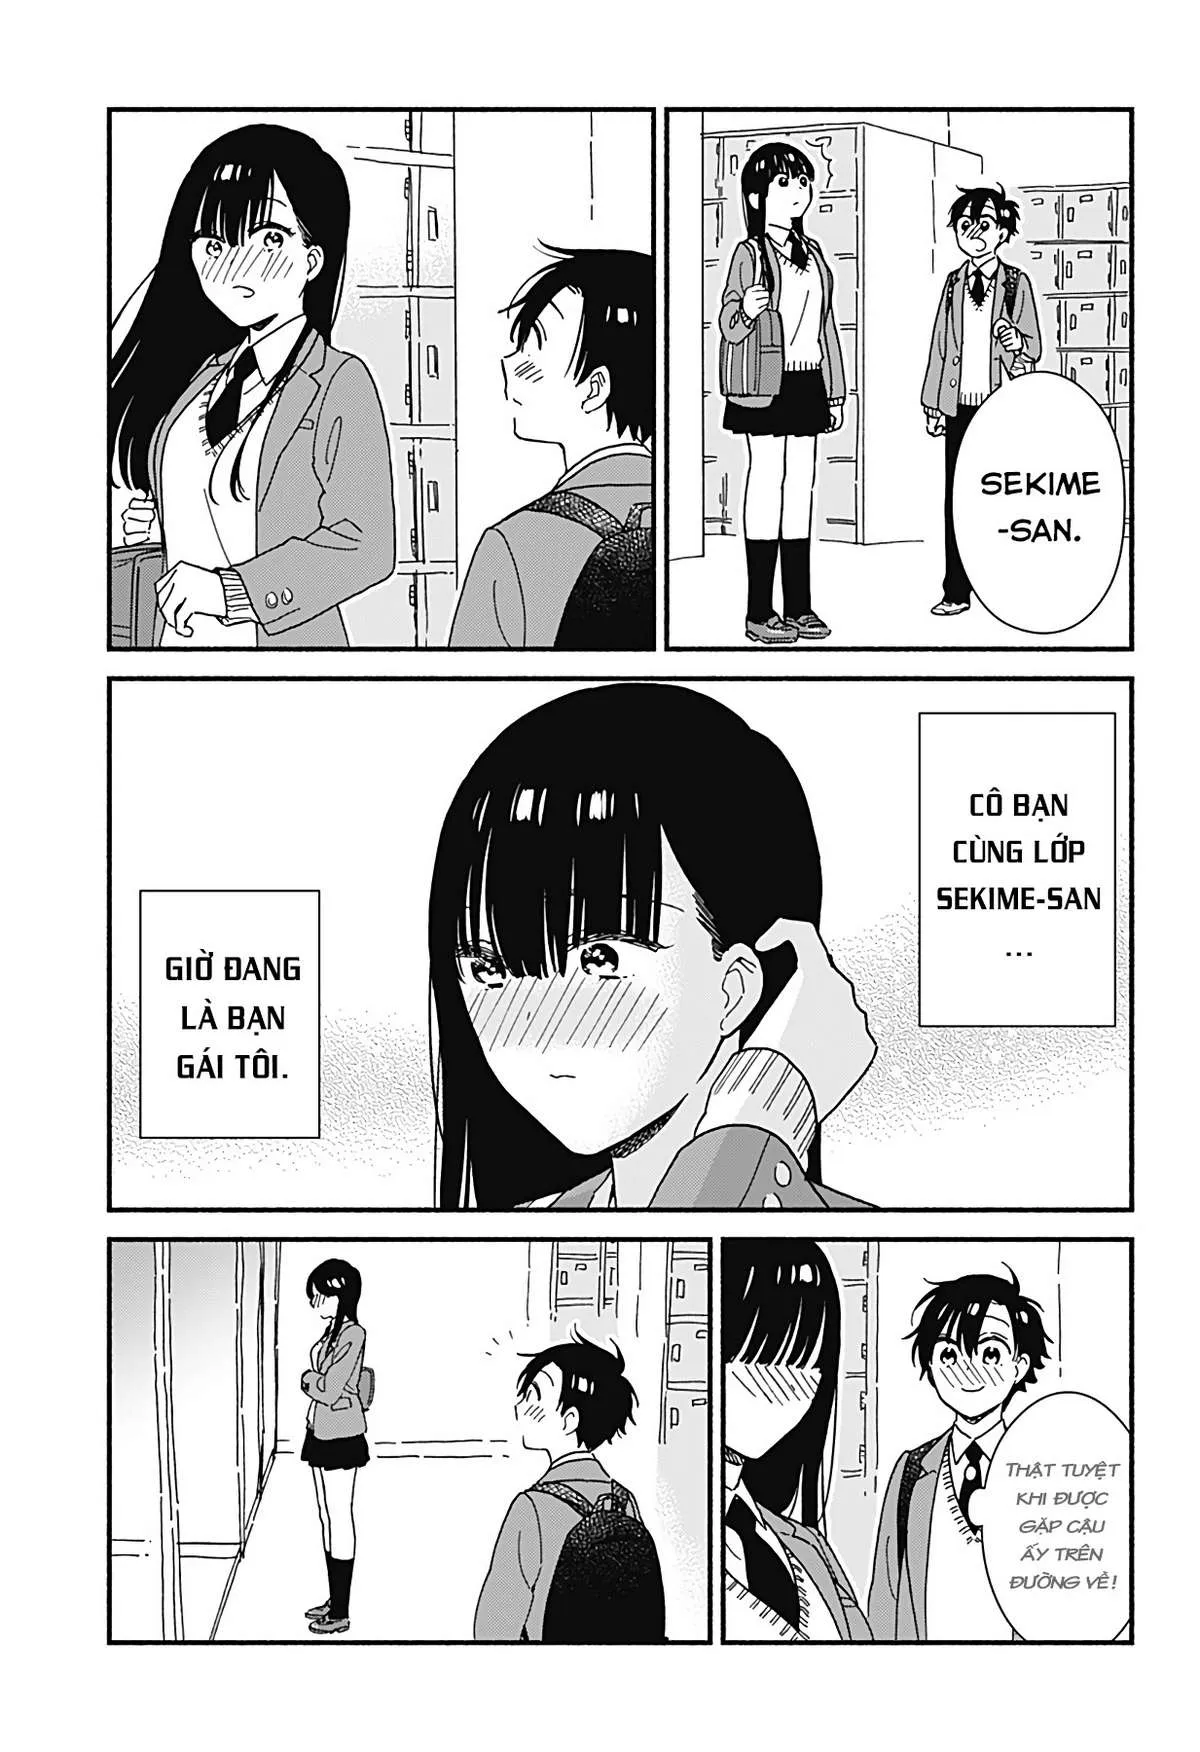 SEKIME
-SAN.
CÔ BẠN
CÙNG LỚP
SEKIME-SAN
...
GIỜ ĐANG
LÀ BẠN
GÁI TÔI.
THẬT TUYỆT
KHI ĐƯỢC
GẶP CẬU
ẤY TRÊN
ĐƯỜNG VỀ!